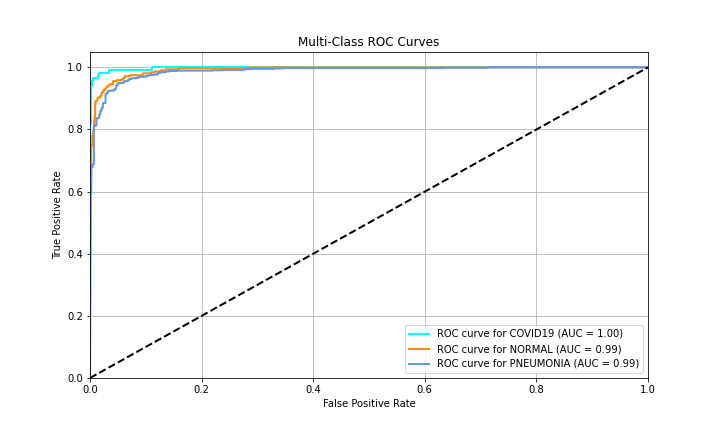 Multi-Class ROC Curves
True Positive Rate
1.0
0.8
0.6
0.4
0.2
0.0
ROC curve for COVID19 (AUC = 1.00)
ROC curve for NORMAL (AUC = 0.99)
ROC curve for PNEUMONIA (AUC = 0.99)
0.0 0.2 0.4 0.6 0.8 1.0
False Positive Rate